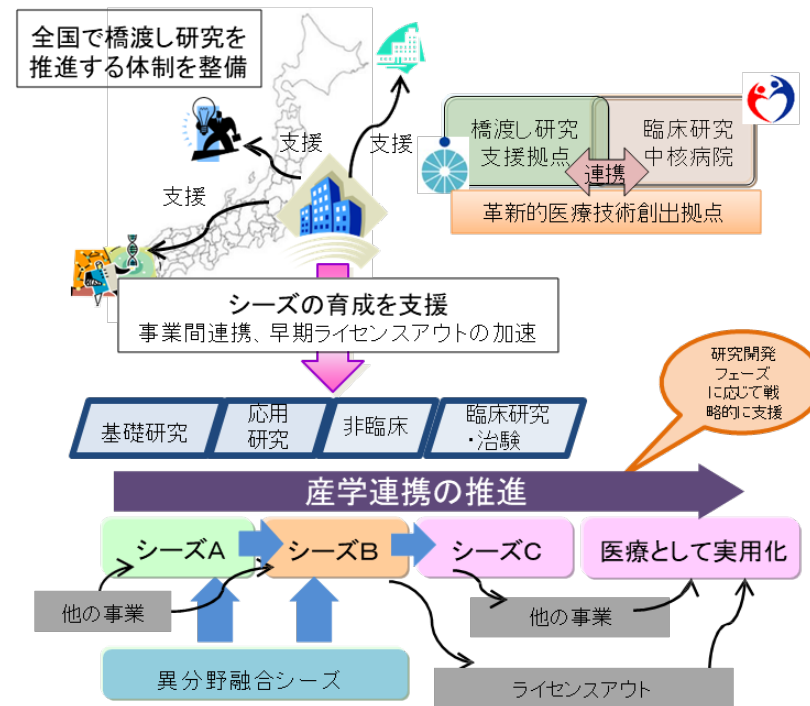 全国で橋渡し研究を
推進する体制を整備
支援
支援
支援
橋渡し研究
支援拠点
臨床研究
中核病院
連携
革新的医療技術創出拠点
シーズの育成を支援
事業間連携、早期ライセンスアウトの加速
研究開発
フェーズ
に応じて戦
略的に支援
基礎研究
応用
研究
非臨床
臨床研究
・治験
産学連携の推進
シーズA
シーズB
シーズC
医療として実用化
他の事業
他の事業
異分野融合シーズ
ライセンスアウト